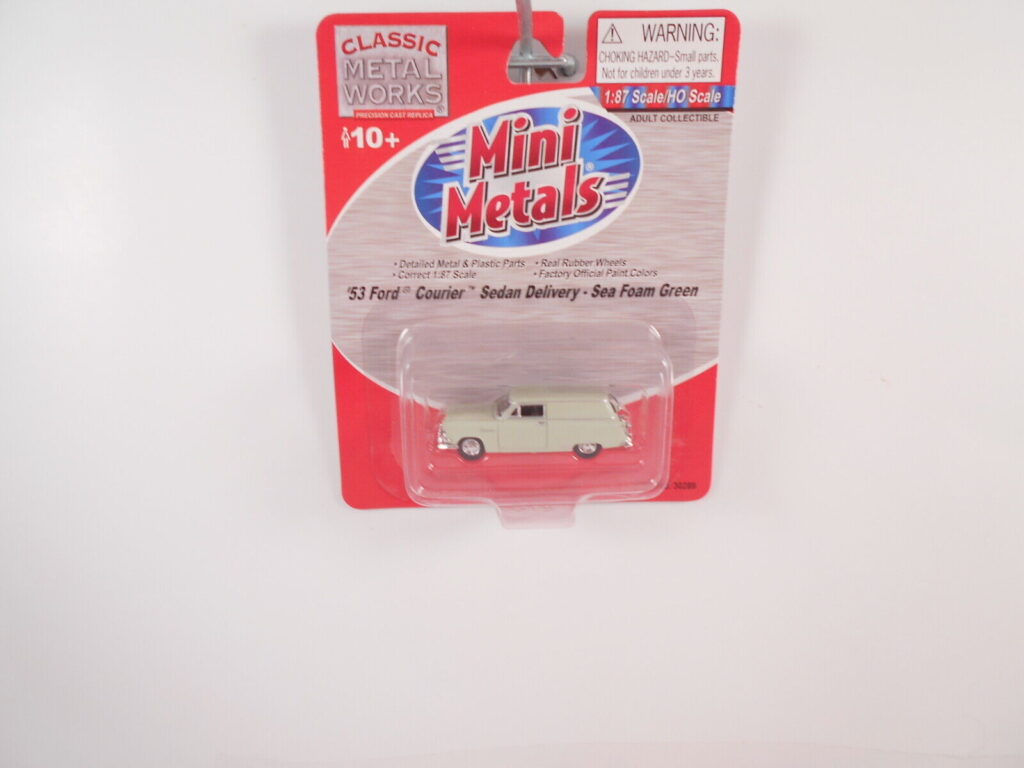 CLASSIC
METAL
WORKS®
PRECISION CAST REPLICA
10+
WARNING:
CHOKING HAZARD–Small parts.
Not for children under 3 years.
1:87 Scale/HO Scale
ADULT COLLECTIBLE
Mini
Metals®
• Detailed Metal & Plastic Parts • Real Rubber Wheels
• Correct 1:87 Scale • Factory Official Paint Colors
'53 Ford® Courier™ Sedan Delivery - Sea Foam Green